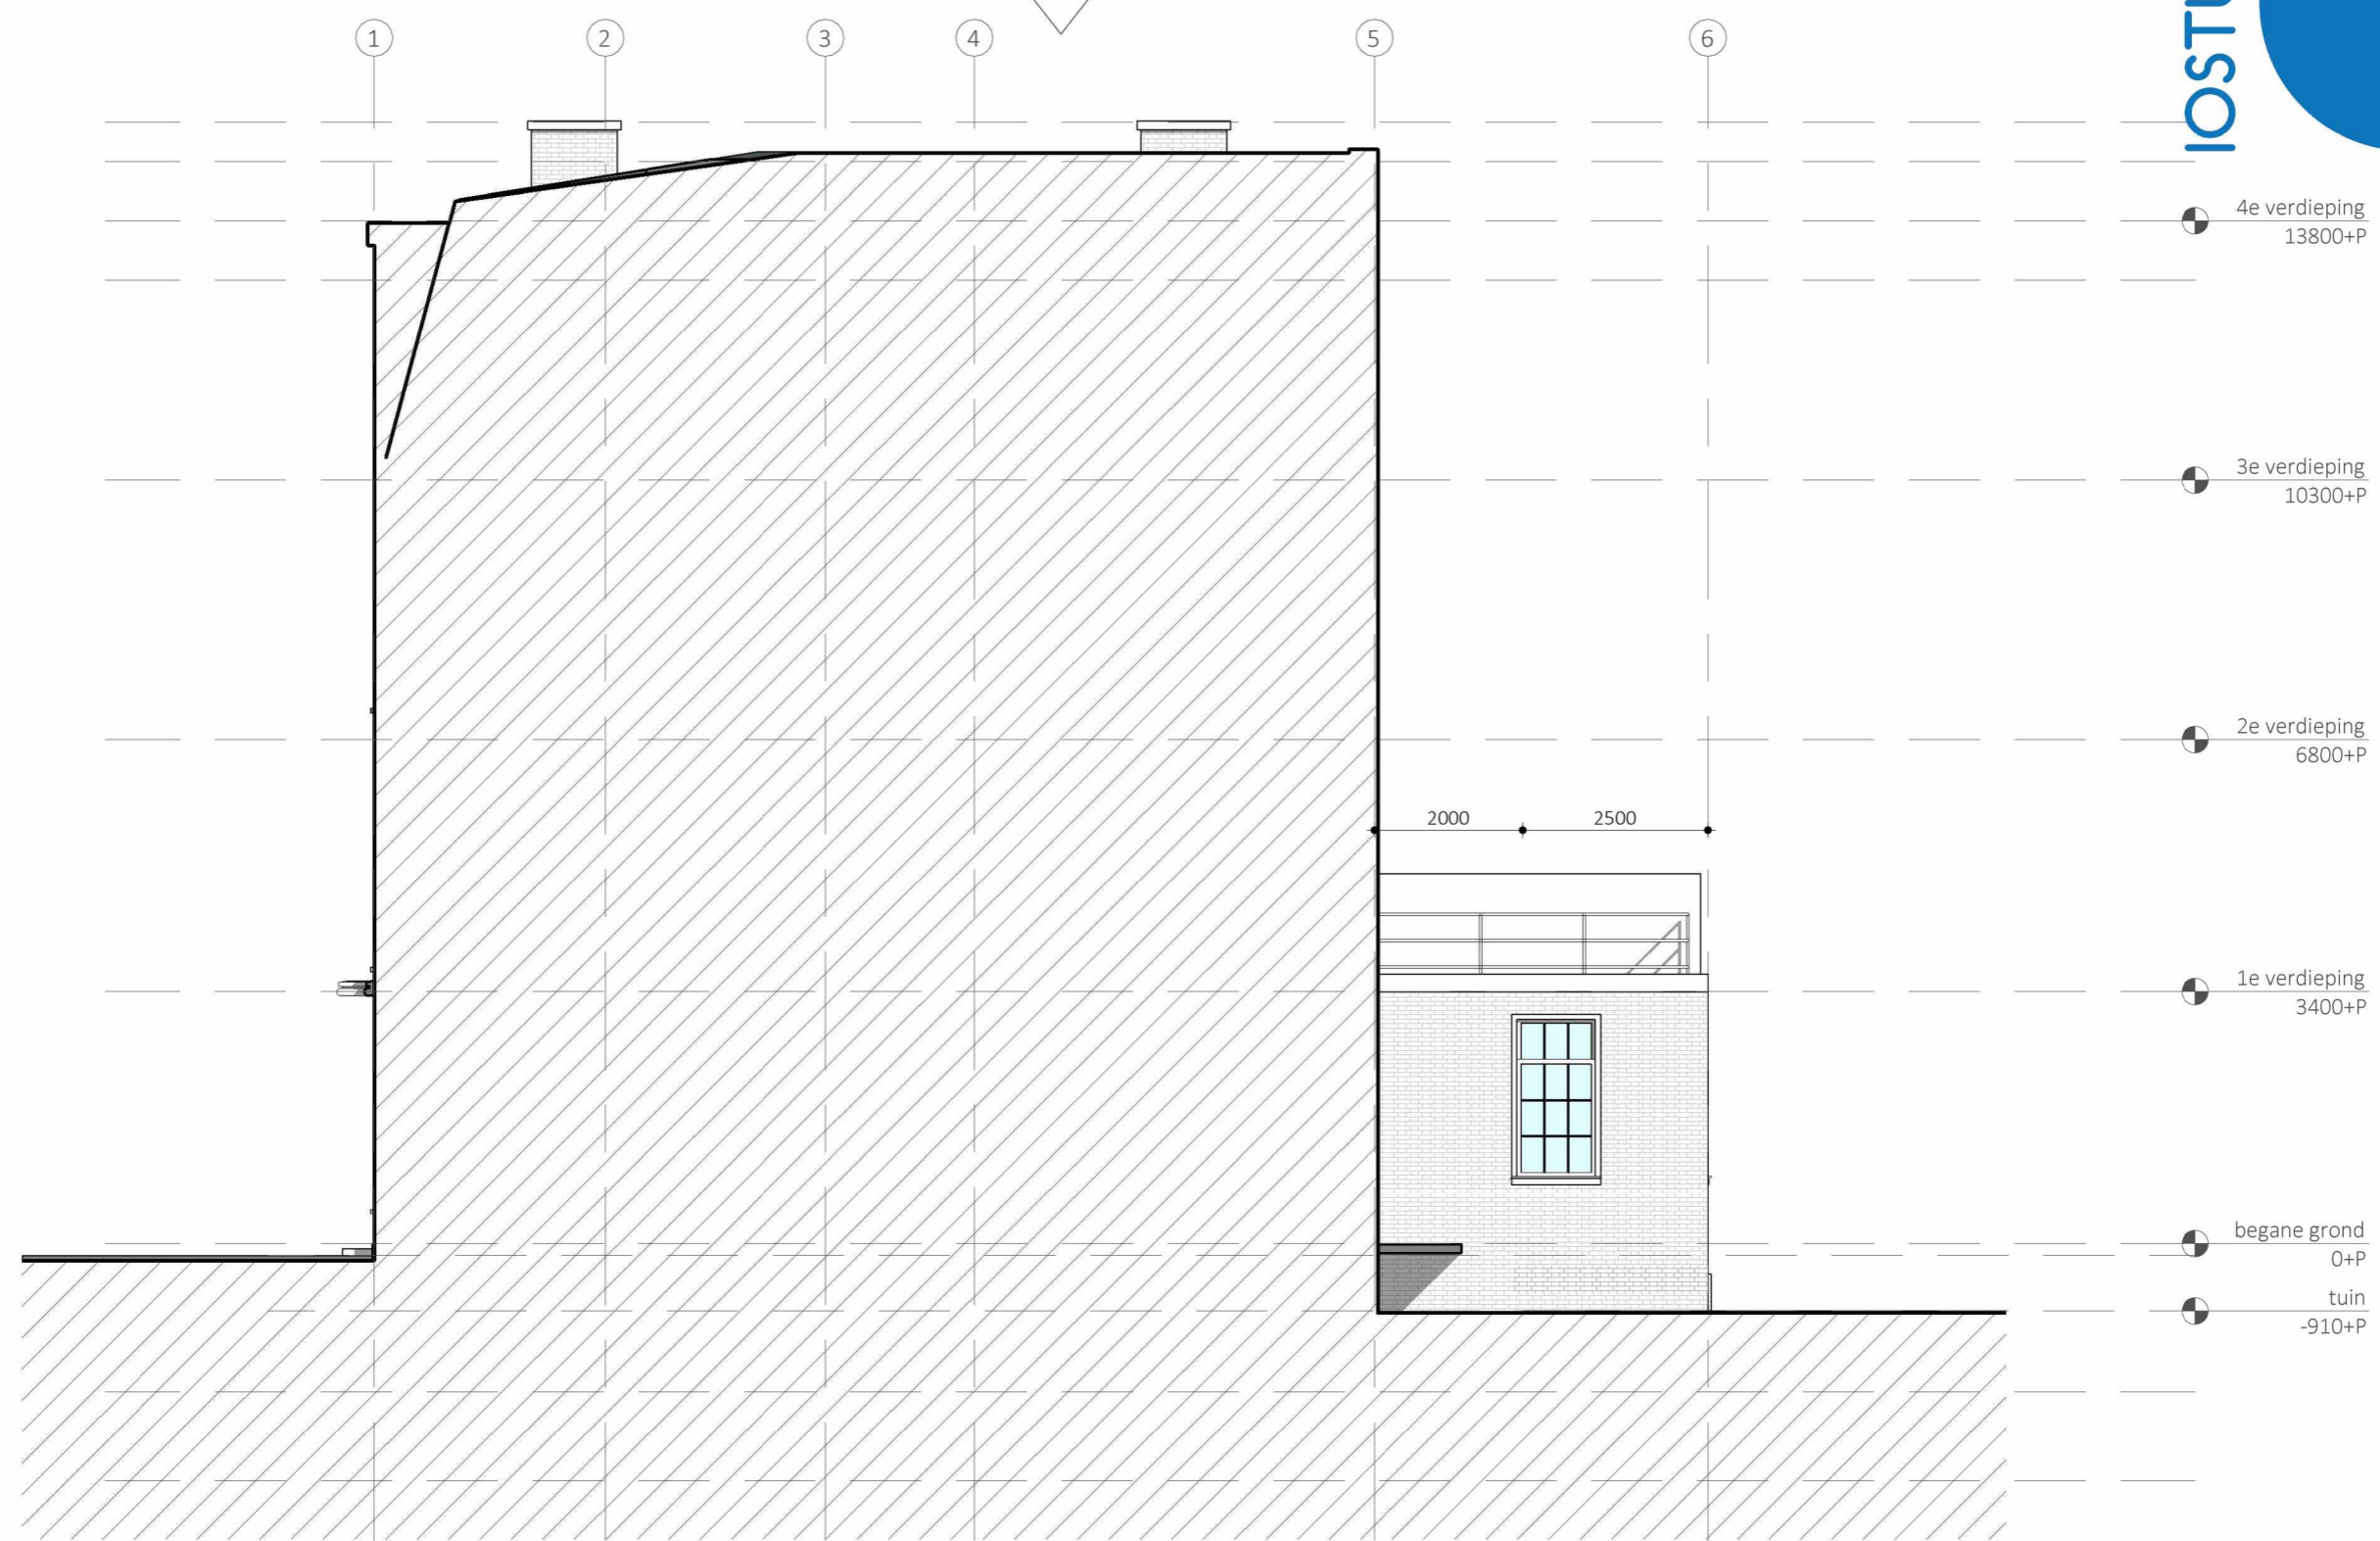 1
2
3
4
5
6
4e verdieping
13800+P
3e verdieping
10300+P
2e verdieping
6800+P
2000
2500
1e verdieping
3400+P
begane grond
0+P
tuin
-910+P